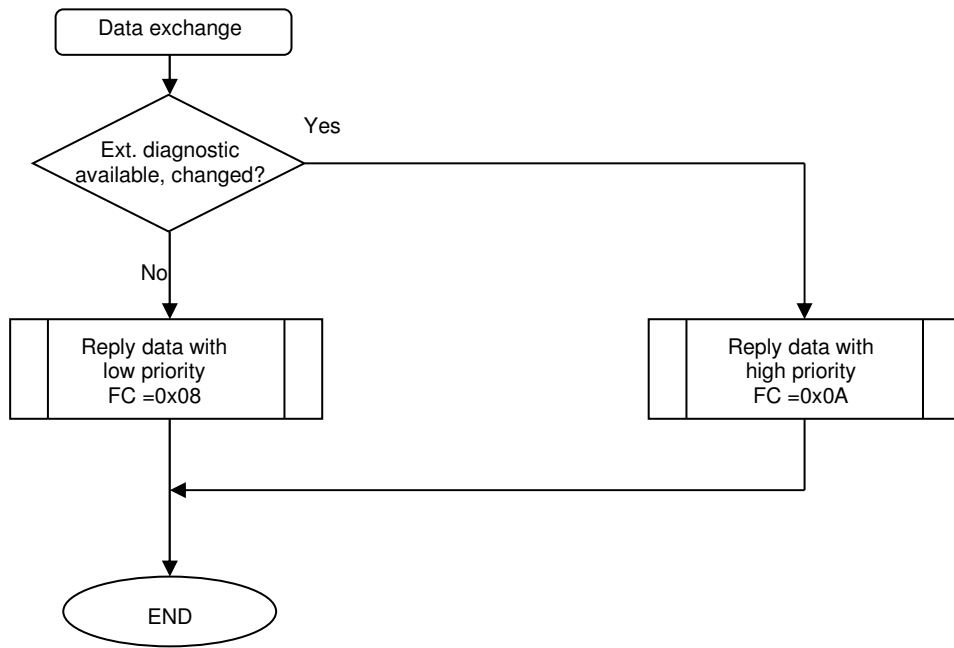 Data exchange
Yes
Ext. diagnostic
available, changed?
No
Reply data with
low priority
FC =0x08
Reply data with
high priority
FC =0x0A
END